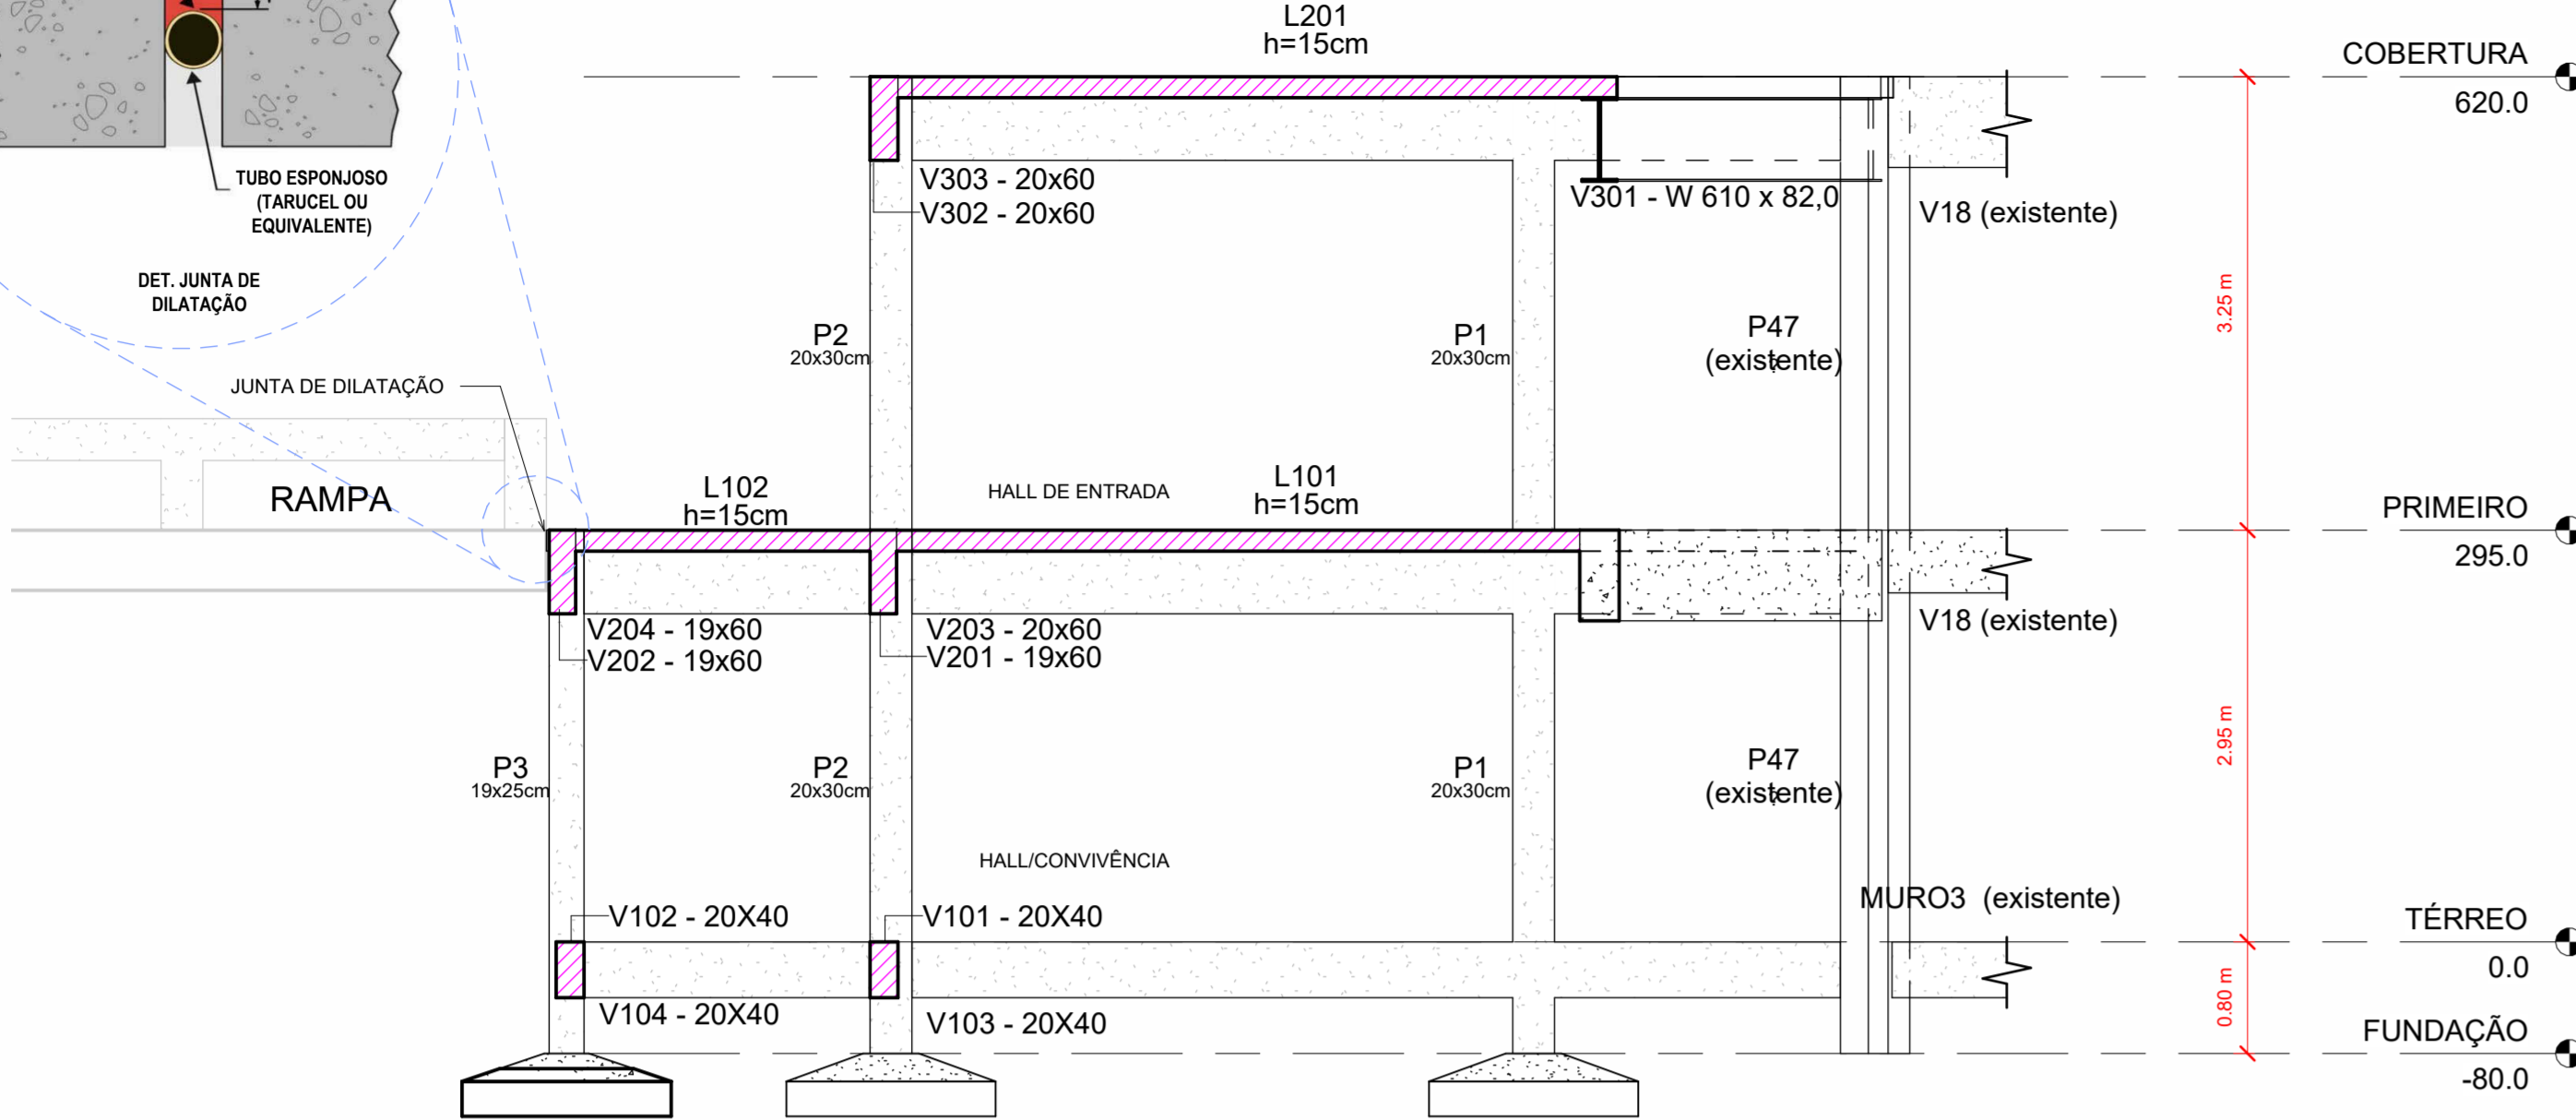 L201
h=15cm
COBERTURA
620.0
TUBO ESPONJOSO
(TARUCEL OU
EQUIVALENTE)
V303 - 20x60
V302 - 20x60
V301 - W 610 x 82,0
V18 (existente)
DET. JUNTA DE
DILATAÇÃO
3.25 m
P2
20x30cm
P1
20x30cm
P47
(existente)
JUNTA DE DILATAÇÃO
RAMPA
L102
h=15cm
HALL DE ENTRADA
L101
h=15cm
PRIMEIRO
295.0
V204 - 19x60
V202 - 19x60
V203 - 20x60
V201 - 19x60
V18 (existente)
2.95 m
P3
19x25cm
P2
20x30cm
P1
20x30cm
P47
(existente)
HALL/CONVIVÊNCIA
MURO3 (existente)
V102 - 20X40
V101 - 20X40
TÉRREO
0.0
V104 - 20X40
V103 - 20X40
0.80 m
FUNDAÇÃO
-80.0